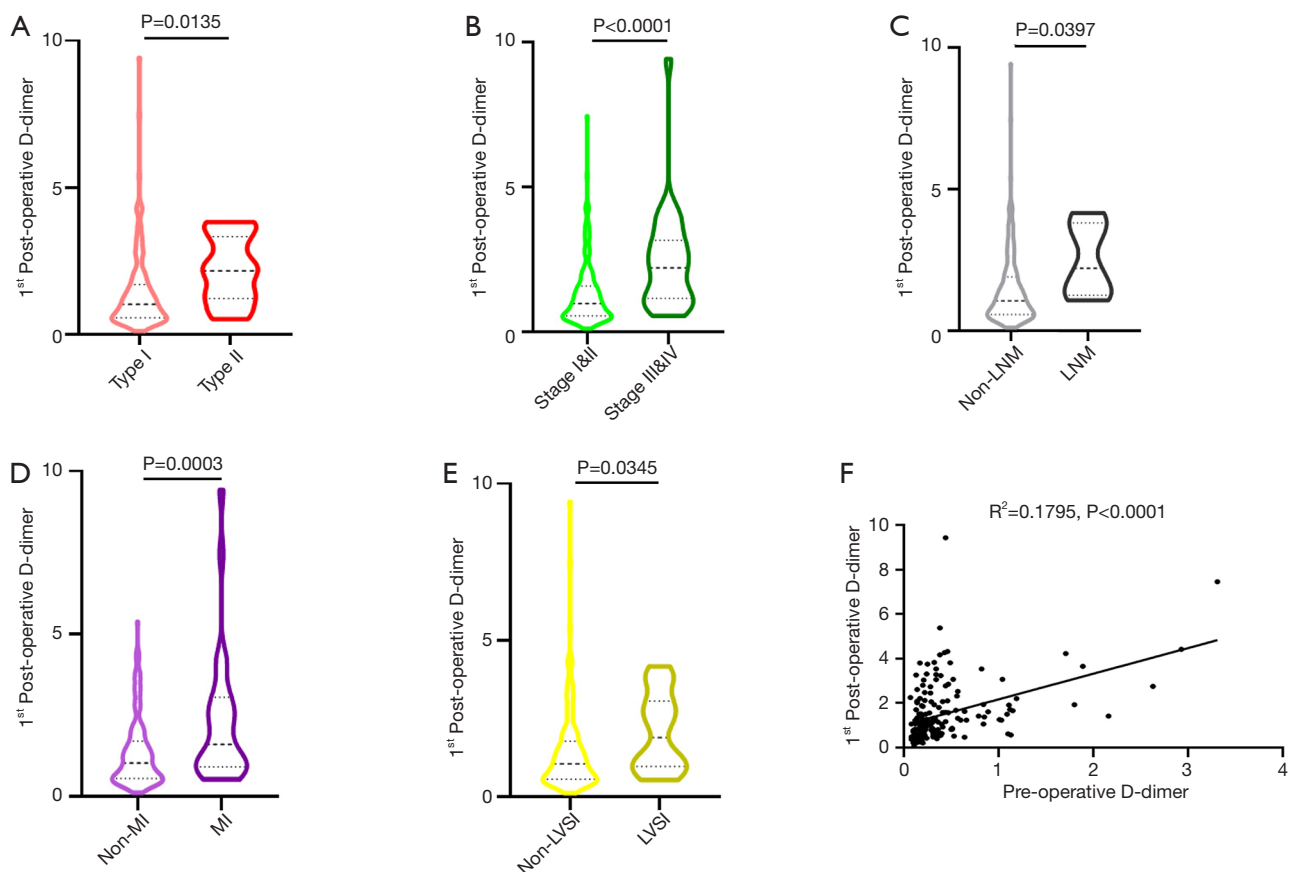 A
P=0.0135
10
5
0
1st Post-operative D-dimer
Type I
Type II
B
P<0.0001
10
5
0
1st Post-operative D-dimer
Stage I&II
Stage III&IV
C
P=0.0397
10
5
0
1st Post-operative D-dimer
Non-LNM
LNM
D
P=0.0003
10
5
0
1st Post-operative D-dimer
Non-MI
MI
E
P=0.0345
10
5
0
1st Post-operative D-dimer
Non-LVSI
LVSI
F
R2=0.1795, P<0.0001
10
8
6
4
2
0
1st Post-operative D-dimer
0 1 2 3 4
Pre-operative D-dimer